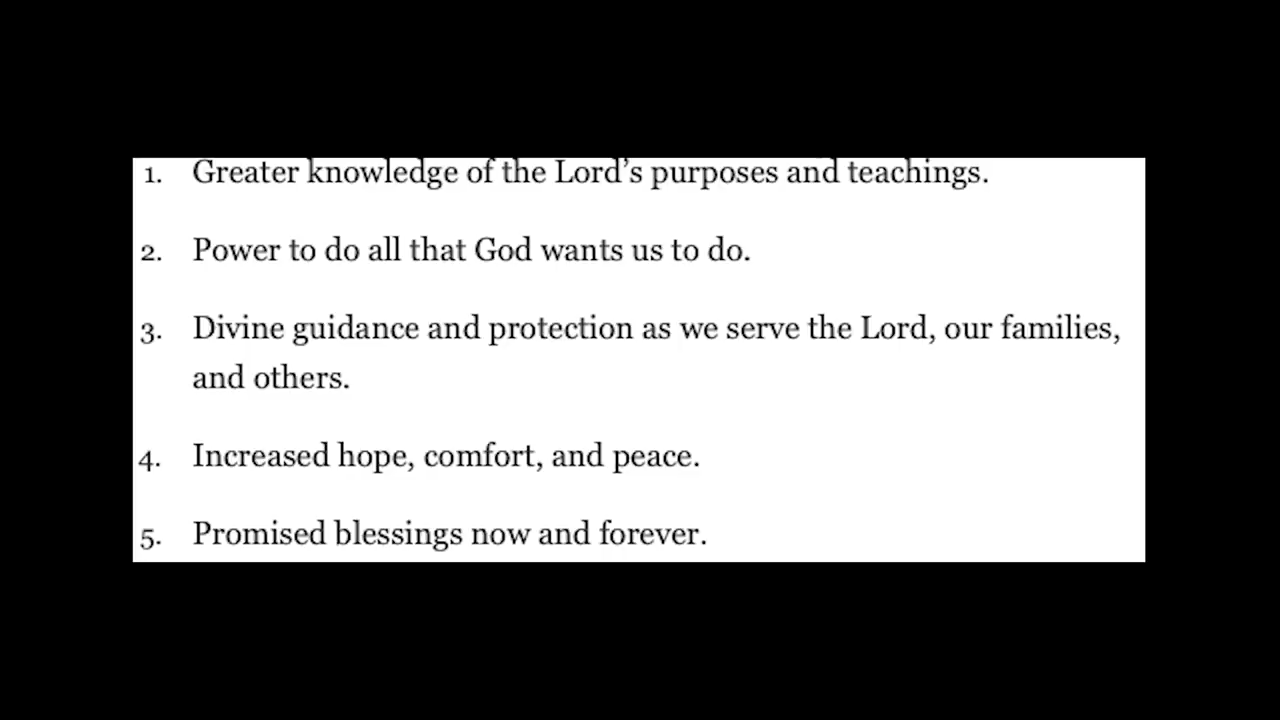 1. Greater knowledge of the Lord’s purposes and teachings.
2. Power to do all that God wants us to do.
3. Divine guidance and protection as we serve the Lord, our families,
and others.
4. Increased hope, comfort, and peace.
5. Promised blessings now and forever.